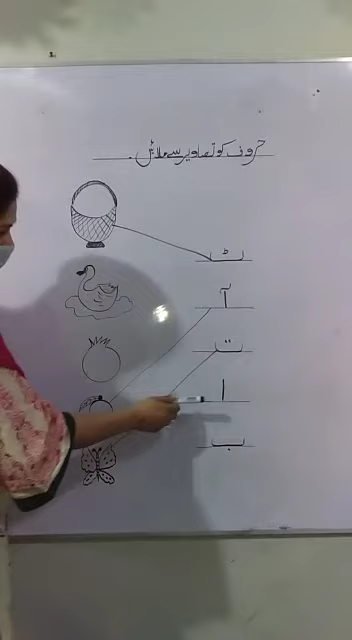 حروف کو تصاویر سے ملائیں۔
ٹ
آ
ت
ا
ب